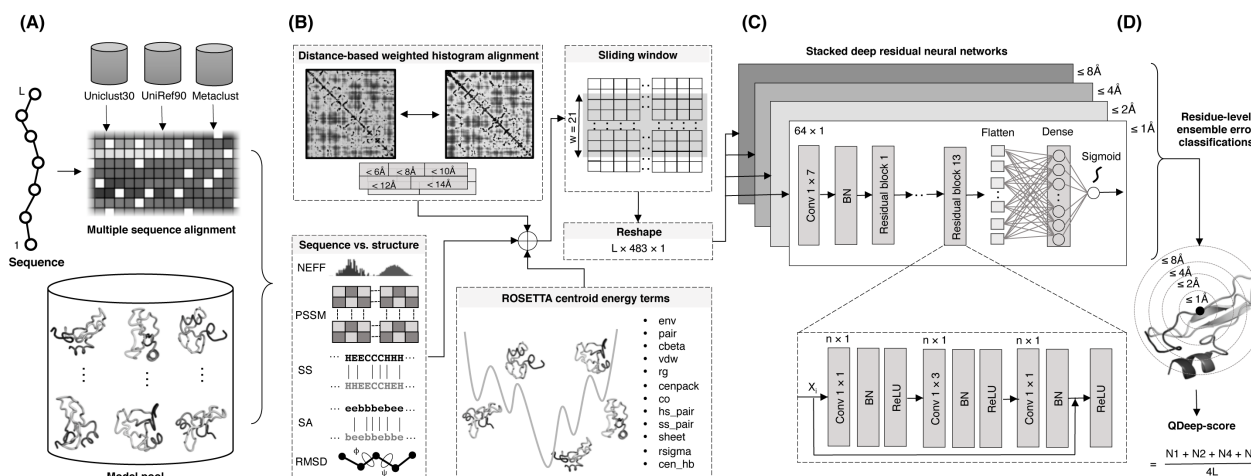 (A)
Uniclust30 UniRef90 Metaclust
L
1
Sequence
Multiple sequence alignment
(B)
Distance-based weighted histogram alignment
< 6Å < 8Å < 10Å
< 12Å < 14Å
Sliding window
w = 21
Reshape
L × 483 × 1
Sequence vs. structure
NEFF
PSSM
SS
··· HEECCCHHH ···
··· HHEECCHEH ···
SA
··· eebbbebee ···
··· beebbebbe ···
RMSD
ϕ
ψ
ROSETTA centroid energy terms
• env
• pair
• cbeta
• vdw
• rg
• cenpack
• co
• hs_pair
• ss_pair
• sheet
• rsigma
• cen_hb
(C)
Stacked deep residual neural networks
≤ 8Å
≤ 4Å
≤ 2Å
≤ 1Å
64 × 1
Conv 1 × 7
BN
Residual block 1
...
Residual block 13
Flatten
Dense
Sigmoid
n × 1 n × 1 n × 1
Xi
Conv 1 × 1
BN
ReLU
Conv 1 × 3
BN
ReLU
Conv 1 × 1
BN
ReLU
(D)
Residue-level
ensemble error
classifications
≤ 8Å
≤ 4Å
≤ 2Å
≤ 1Å
QDeep-score
= N1 + N2 + N4 + N
4L